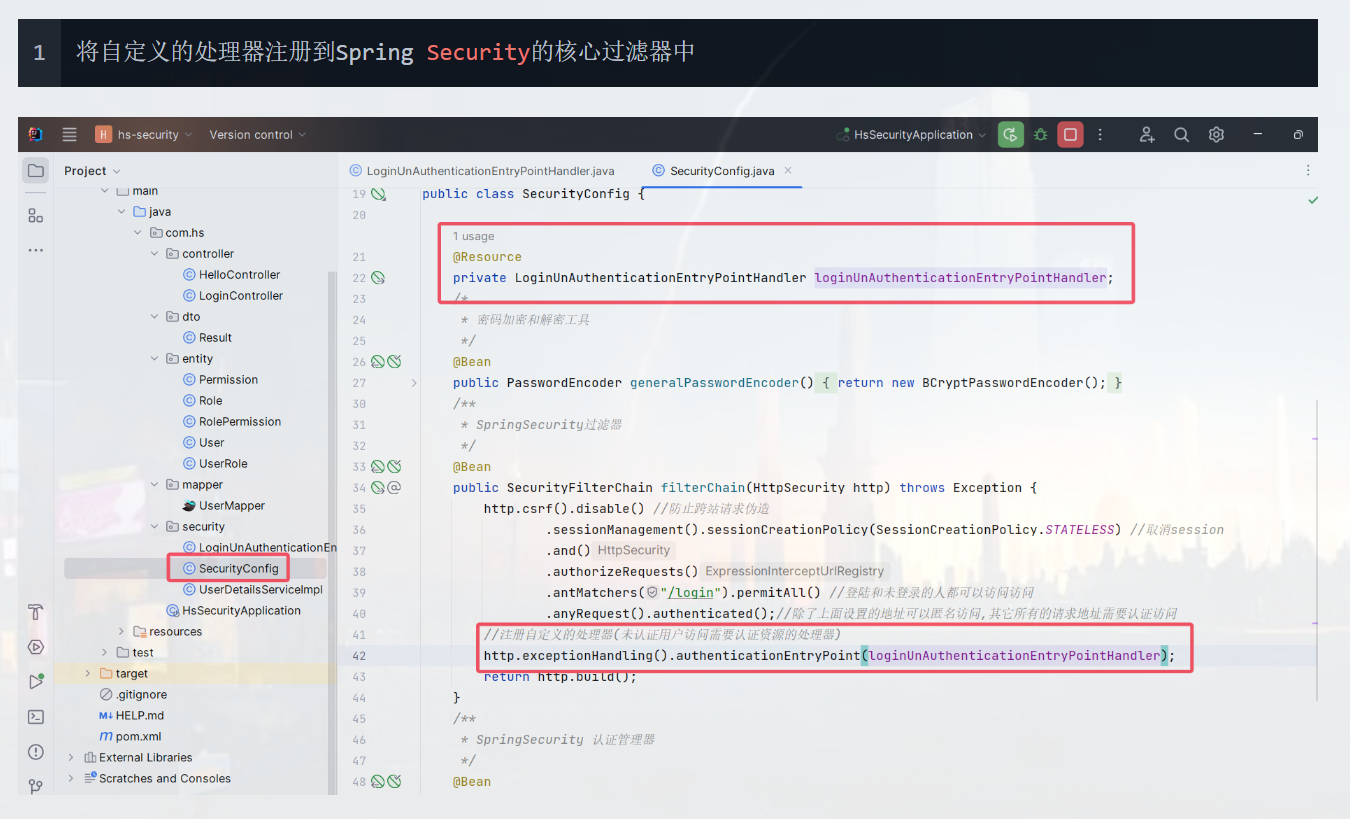 1 将自定义的处理器注册到Spring Security的核心过滤器中
H hs-security Version control HsSecurityApplication
Project
LoginUnAuthenticationEntryPointHandler.java SecurityConfig.java
main
java
com.hs
controller
HelloController
LoginController
dto
Result
entity
Permission
Role
RolePermission
User
UserRole
mapper
UserMapper
security
LoginUnAuthenticationEn
SecurityConfig
UserDetailsServiceImpl
HsSecurityApplication
resources
test
target
.gitignore
M↓ HELP.md
m pom.xml
External Libraries
Scratches and Consoles
19 public class SecurityConfig {
20
1 usage
21 @Resource
22 private LoginUnAuthenticationEntryPointHandler loginUnAuthenticationEntryPointHandler;
23 /*
24 * 密码加密和解密工具
25 */
26 @Bean
27 public PasswordEncoder generalPasswordEncoder() { return new BCryptPasswordEncoder(); }
30 /**
31 * SpringSecurity过滤器
32 */
33 @Bean
34 public SecurityFilterChain filterChain(HttpSecurity http) throws Exception {
35 http.csrf().disable() //防止跨站请求伪造
36 .sessionManagement().sessionCreationPolicy(SessionCreationPolicy.STATELESS) //取消session
37 .and() HttpSecurity
38 .authorizeRequests() ExpressionInterceptUrlRegistry
39 .antMatchers("/login").permitAll() //登陆和未登录的人都可以访问访问
40 .anyRequest().authenticated();//除了上面设置的地址可以匿名访问,其它所有的请求地址需要认证访问
41 //注册自定义的处理器(未认证用户访问需要认证资源的处理器)
42 http.exceptionHandling().authenticationEntryPoint(loginUnAuthenticationEntryPointHandler);
43 return http.build();
44 }
45 /**
46 * SpringSecurity 认证管理器
47 */
48 @Bean